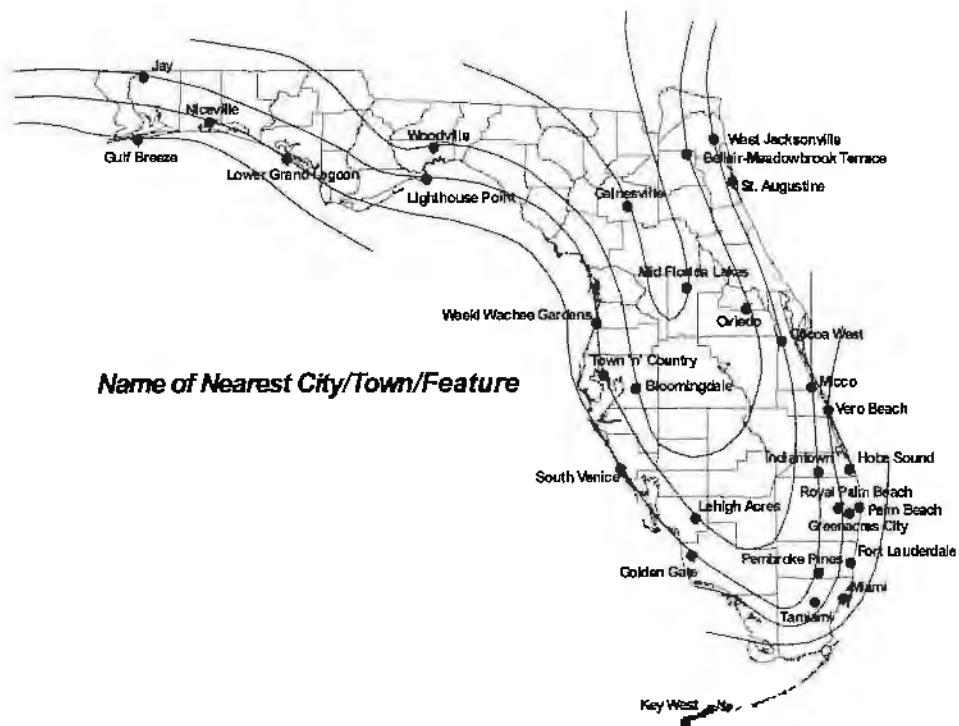 Jay
Niceville
Gulf Breeze
Lower Grand Lagoon
Woodville
Lighthouse Point
West Jacksonville
Bellair-Meadowbrook Terrace
St. Augustine
Gainesville
Mid Florida Lakes
Oviedo
Weeki Wachee Gardens
Cocoa West
Town 'n' Country
Bloomingdale
Micco
Name of Nearest City/Town/Feature
Vero Beach
South Venice
Indiantown
Hobe Sound
Royal Palm Beach
Lehigh Acres
Palm Beach
Greenacres City
Golden Gate
Pembroke Pines
Fort Lauderdale
Miami
Tamiami
Key West